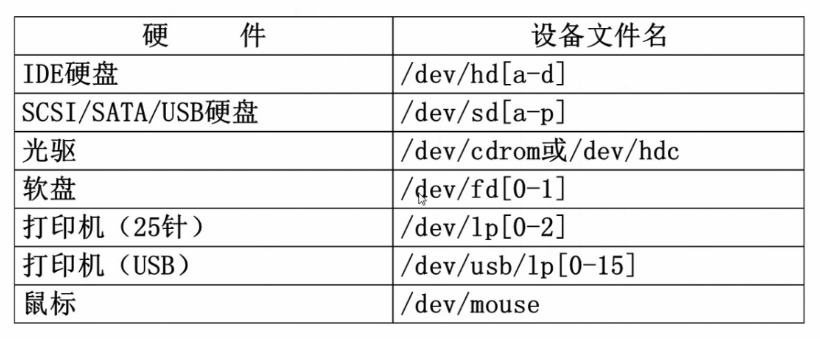 硬 件 设备文件名
IDE硬盘 /dev/hd[a-d]
SCSI/SATA/USB硬盘 /dev/sd[a-p]
光驱 /dev/cdrom或/dev/hdc
软盘 /dev/fd[0-1]
打印机（25针） /dev/lp[0-2]
打印机（USB） /dev/usb/lp[0-15]
鼠标 /dev/mouse